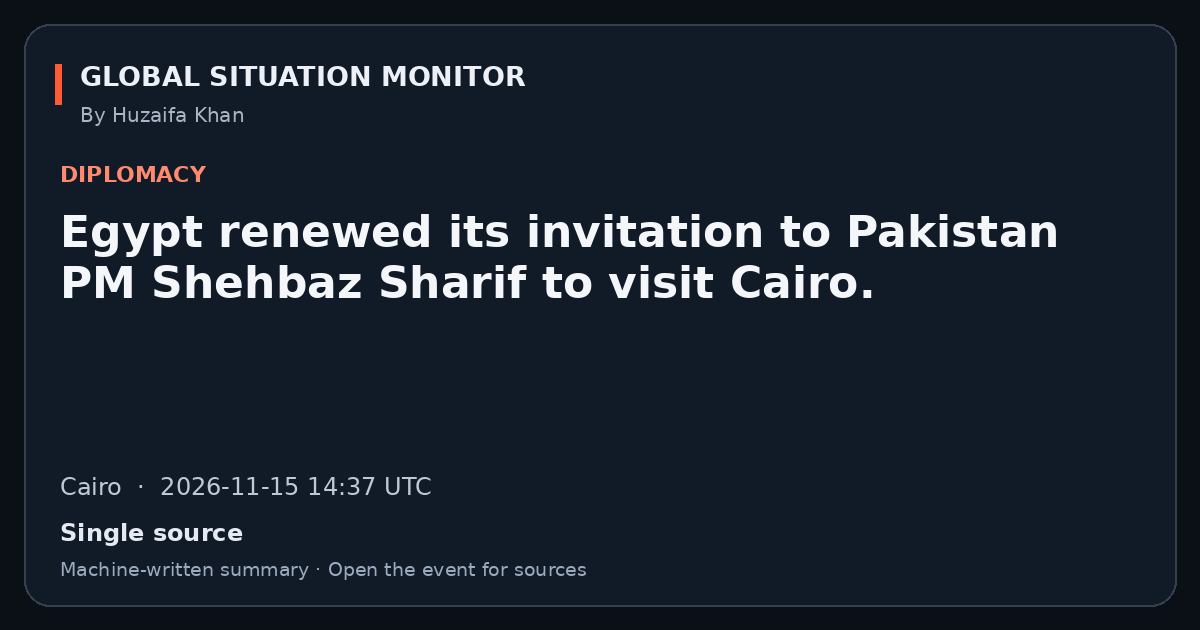 GLOBAL SITUATION MONITOR
By Huzaifa Khan
DIPLOMACY
Egypt renewed its invitation to Pakistan
PM Shehbaz Sharif to visit Cairo.
Cairo · 2026-11-15 14:37 UTC
Single source
Machine-written summary · Open the event for sources